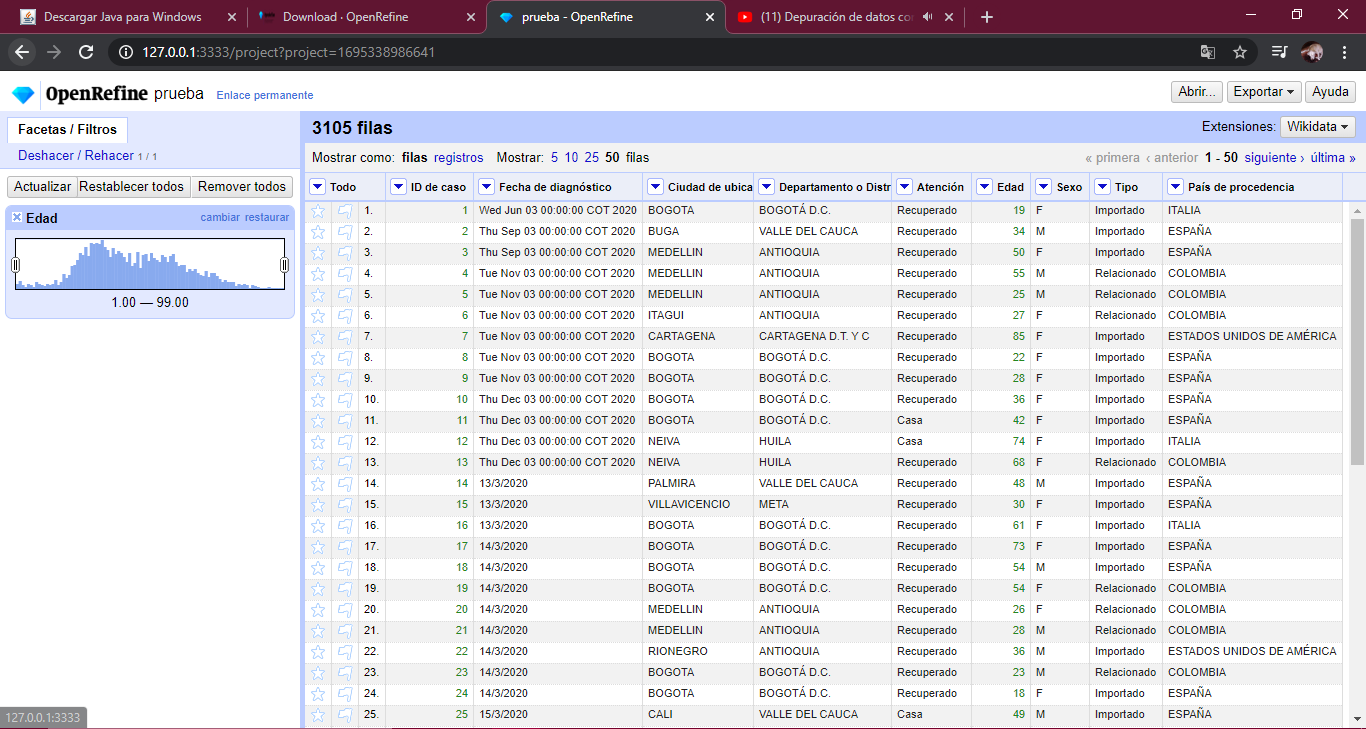 Descargar Java para Windows
Download · OpenRefine
prueba - OpenRefine
(11) Depuración de datos co
127.0.0.1:3333/project?project=1695338986641
OpenRefine prueba Enlace permanente Abrir... Exportar Ayuda
Facetas / Filtros 3105 filas Extensiones: Wikidata
Deshacer / Rehacer 1 / 1 Mostrar como: filas registros Mostrar: 5 10 25 50 filas « primera ‹ anterior 1 - 50 siguiente › última »
Actualizar Restablecer todos Remover todos
Edad cambiar restaurar
1.00 — 99.00
Todo ID de caso Fecha de diagnóstico Ciudad de ubica Departamento o Distr Atención Edad Sexo Tipo País de procedencia
1. 1 Wed Jun 03 00:00:00 COT 2020 BOGOTA BOGOTÁ D.C. Recuperado 19 F Importado ITALIA
2. 2 Thu Sep 03 00:00:00 COT 2020 BUGA VALLE DEL CAUCA Recuperado 34 M Importado ESPAÑA
3. 3 Thu Sep 03 00:00:00 COT 2020 MEDELLIN ANTIOQUIA Recuperado 50 F Importado ESPAÑA
4. 4 Tue Nov 03 00:00:00 COT 2020 MEDELLIN ANTIOQUIA Recuperado 55 M Relacionado COLOMBIA
5. 5 Tue Nov 03 00:00:00 COT 2020 MEDELLIN ANTIOQUIA Recuperado 25 M Relacionado COLOMBIA
6. 6 Tue Nov 03 00:00:00 COT 2020 ITAGUI ANTIOQUIA Recuperado 27 F Relacionado COLOMBIA
7. 7 Tue Nov 03 00:00:00 COT 2020 CARTAGENA CARTAGENA D.T. Y C Recuperado 85 F Importado ESTADOS UNIDOS DE AMÉRICA
8. 8 Tue Nov 03 00:00:00 COT 2020 BOGOTA BOGOTÁ D.C. Recuperado 22 F Importado ESPAÑA
9. 9 Tue Nov 03 00:00:00 COT 2020 BOGOTA BOGOTÁ D.C. Recuperado 28 F Importado ESPAÑA
10. 10 Thu Dec 03 00:00:00 COT 2020 BOGOTA BOGOTÁ D.C. Recuperado 36 F Importado ESPAÑA
11. 11 Thu Dec 03 00:00:00 COT 2020 BOGOTA BOGOTÁ D.C. Casa 42 F Importado ESPAÑA
12. 12 Thu Dec 03 00:00:00 COT 2020 NEIVA HUILA Casa 74 F Importado ITALIA
13. 13 Thu Dec 03 00:00:00 COT 2020 NEIVA HUILA Recuperado 68 F Relacionado COLOMBIA
14. 14 13/3/2020 PALMIRA VALLE DEL CAUCA Recuperado 48 M Importado ESPAÑA
15. 15 13/3/2020 VILLAVICENCIO META Recuperado 30 F Importado ESPAÑA
16. 16 13/3/2020 BOGOTA BOGOTÁ D.C. Recuperado 61 F Importado ITALIA
17. 17 14/3/2020 BOGOTA BOGOTÁ D.C. Recuperado 73 F Importado ESPAÑA
18. 18 14/3/2020 BOGOTA BOGOTÁ D.C. Recuperado 54 M Importado ESPAÑA
19. 19 14/3/2020 BOGOTA BOGOTÁ D.C. Recuperado 54 F Relacionado COLOMBIA
20. 20 14/3/2020 MEDELLIN ANTIOQUIA Recuperado 26 F Relacionado COLOMBIA
21. 21 14/3/2020 MEDELLIN ANTIOQUIA Recuperado 28 M Relacionado COLOMBIA
22. 22 14/3/2020 RIONEGRO ANTIOQUIA Recuperado 36 M Importado ESTADOS UNIDOS DE AMÉRICA
23. 23 14/3/2020 BOGOTA BOGOTÁ D.C. Recuperado 23 M Relacionado COLOMBIA
24. 24 14/3/2020 BOGOTA BOGOTÁ D.C. Recuperado 18 F Importado ESPAÑA
25. 25 15/3/2020 CALI VALLE DEL CAUCA Casa 49 M Importado ESPAÑA
127.0.0.1:3333